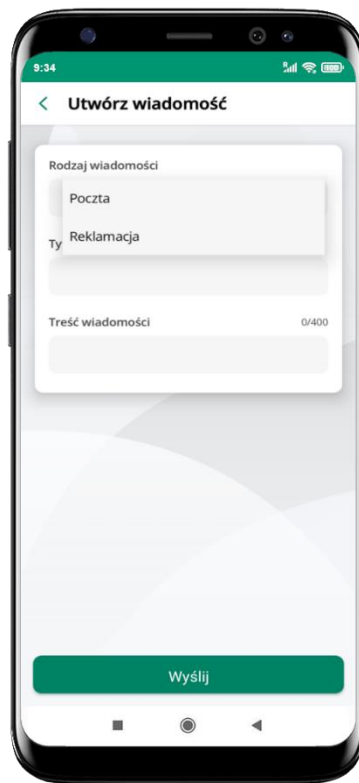 9:34
Utwórz wiadomość
Rodzaj wiadomości
Poczta
Reklamacja
Ty
Treść wiadomości 0/400
Wyślij